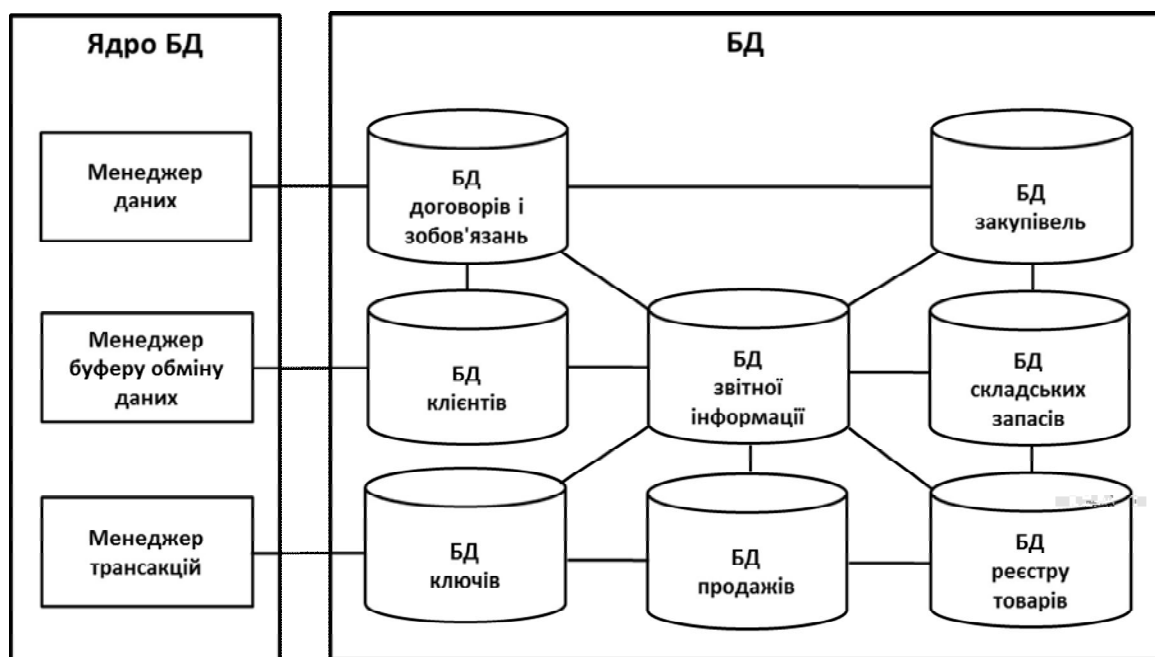 Ядро БД
БД
Менеджер
даних
БД
договорів і
зобов'язань
БД
закупівель
Менеджер
буферу обміну
даних
БД
клієнтів
БД
звітної
інформації
БД
складських
запасів
Менеджер
трансакцій
БД
ключів
БД
продажів
БД
реєстру
товарів